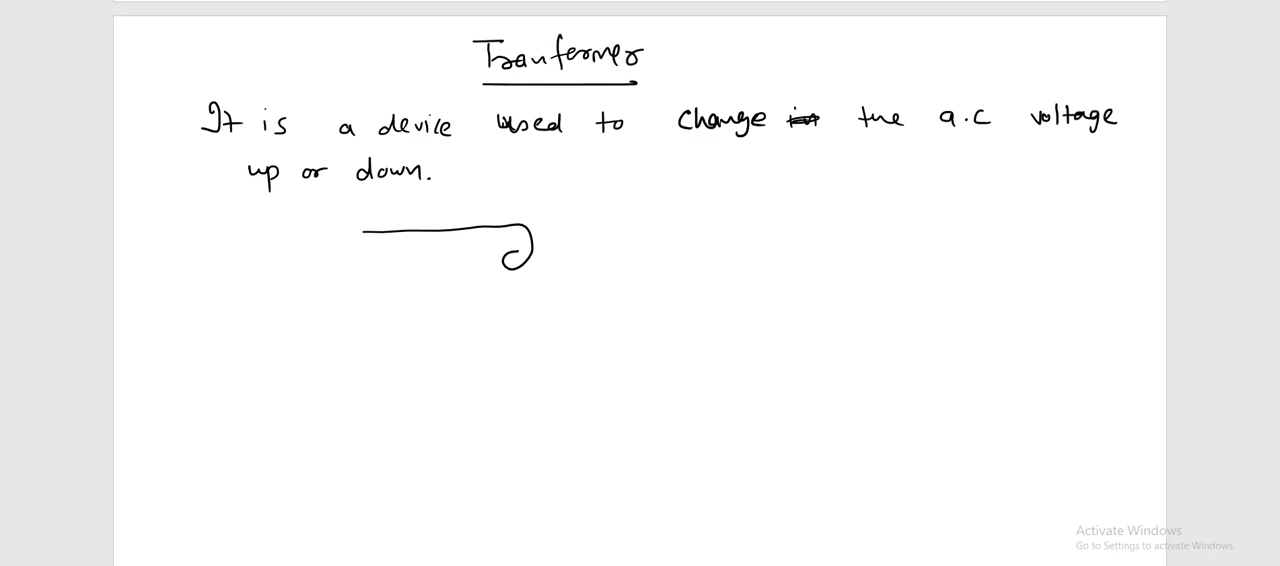 Tranformer
It is a device used to change the a.c voltage
up or down.
Activate Windows
Go to Settings to activate Windows.